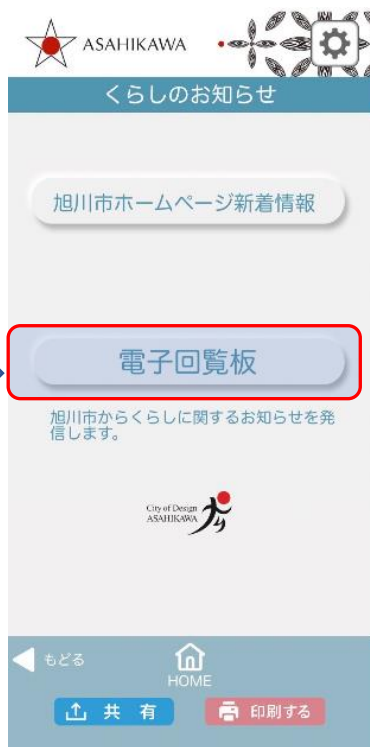 ASAHIKAWA
くらしのお知らせ
旭川市ホームページ新着情報
電子回覧板
旭川市からくらしに関するお知らせを発
信します。
City of Design
ASAHIKAWA
もどる
HOME
共 有
印刷する